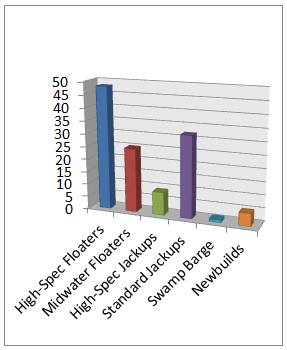 50
45
40
35
30
25
20
15
10
5
0
High-Spec Floaters
Midwater Floaters
High-Spec Jackups
Standard Jackups
Swamp Barge
Newbuilds